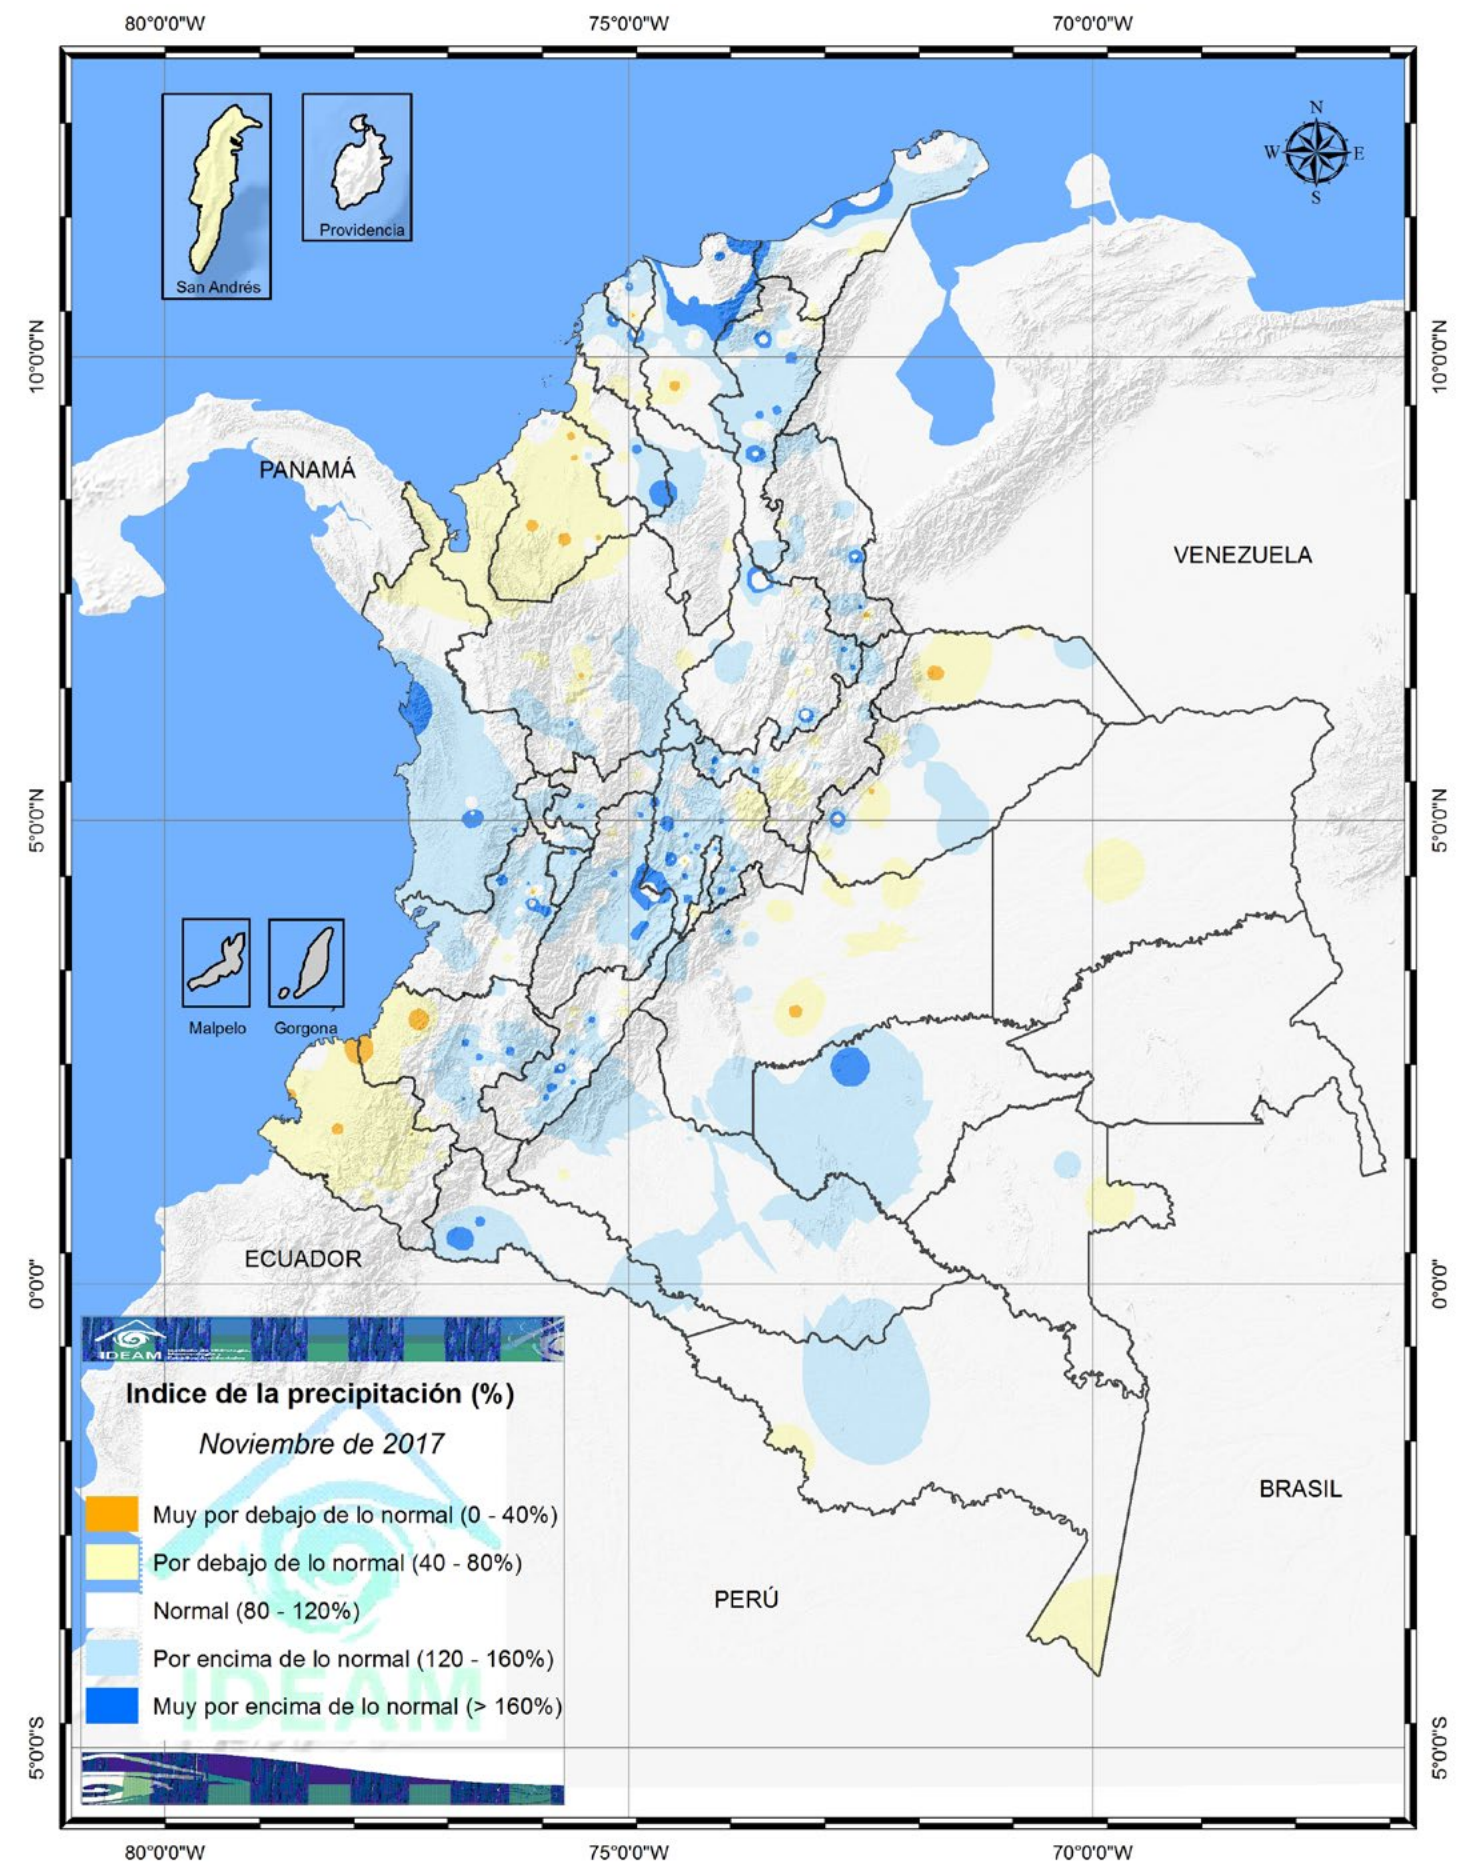 80°0'0"W 75°0'0"W 70°0'0"W
N
W E
S
Providencia
San Andrés
10°0'0"N 10°0'0"N
PANAMÁ
VENEZUELA
5°0'0"N 5°0'0"N
Malpelo Gorgona
ECUADOR
0°0'0" 0°0'0"
IDEAM
Indice de la precipitación (%)
Noviembre de 2017
Muy por debajo de lo normal (0 - 40%)
Por debajo de lo normal (40 - 80%)
Normal (80 - 120%)
Por encima de lo normal (120 - 160%)
Muy por encima de lo normal (> 160%)
IDEAM
BRASIL
PERÚ
5°0'0"S 5°0'0"S
80°0'0"W 75°0'0"W 70°0'0"W